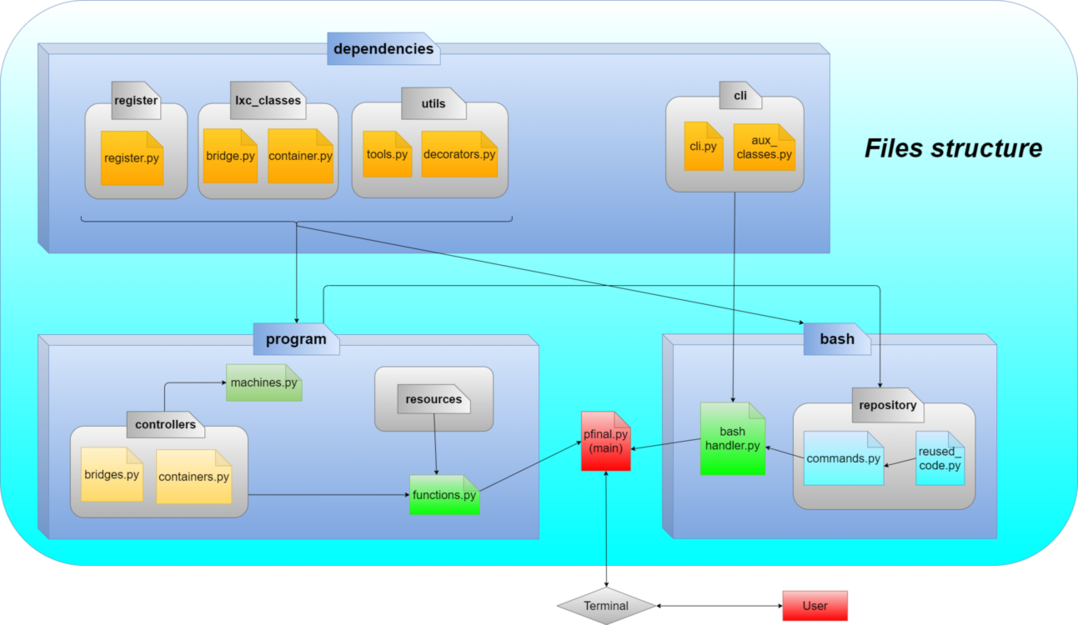 dependencies
register
lxc_classes
utils
cli
register.py
bridge.py
container.py
tools.py
decorators.py
cli.py
aux_
classes.py
Files structure
program
bash
machines.py
resources
controllers
repository
bridges.py
containers.py
functions.py
pfinal.py
(main)
bash
handler.py
commands.py
reused_
code.py
Terminal
User